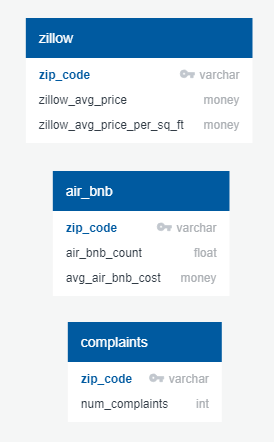 zillow
zip_code varchar
zillow_avg_price money
zillow_avg_price_per_sq_ft money
air_bnb
zip_code varchar
air_bnb_count float
avg_air_bnb_cost money
complaints
zip_code varchar
num_complaints int